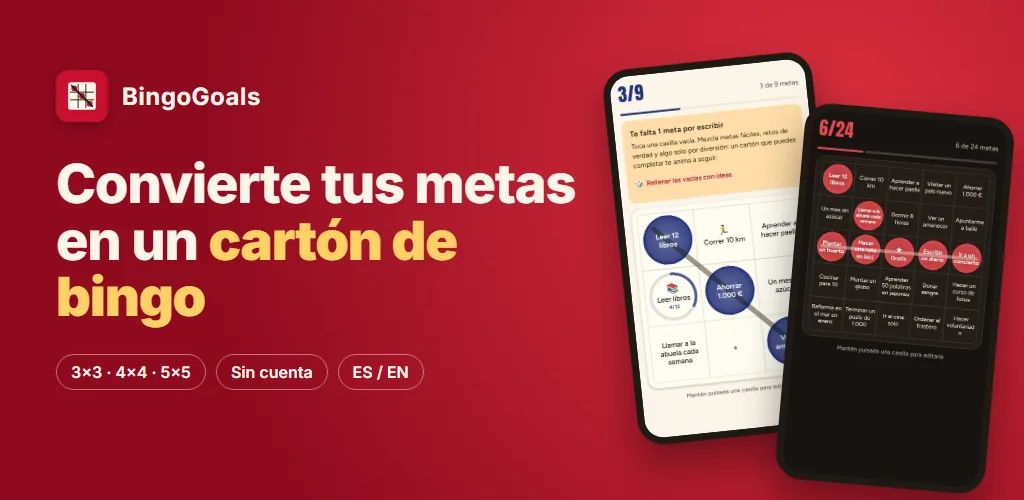 BingoGoals
Convierte tus metas
en un cartón de
bingo
3×3 · 4×4 · 5×5
Sin cuenta
ES / EN
3/9
3 de 9 metas
Te falta 1 meta por escribir
Toca una casilla vacía. Mezcla metas fáciles, retos de
verdad y algo solo por diversión: un cartón que puedes
completar te anima a seguir.
Rellenar las vacías con ideas
Leer 12
libros
Correr 10 km
Aprender a
hacer paella
Leer libros
4/12
Ahorrar
1.000 €
Un mes
azúc
Llamar a la
abuela cada
semana
+
Mantén pulsada una casilla para
6/24
6 de 24 metas
Leer 12
libros
Correr 10
km
Aprender a
hacer paella
Visitar un
país nuevo
Ahorrar
1.000 €
Un mes sin
azúcar
Llamar a la
abuela cada
semana
Dormir 8
horas
Ver un
amanecer
Apuntarme
a baile
Plantar
un huerto
Hacer
una ruta
en bici
Gratis
Escribir
un diario
Ir a un
concierto
Cocinar
para 10
Montar en
globo
Aprender
50 palabras
en japonés
Donar
sangre
Hacer un
curso de
fotos
Bañarme en
el mar en
enero
Terminar un
puzle de
1.000
Ir al cine
solo
Ordenar el
trastero
Hacer
voluntariad
o
Mantén pulsada una casilla para editarla